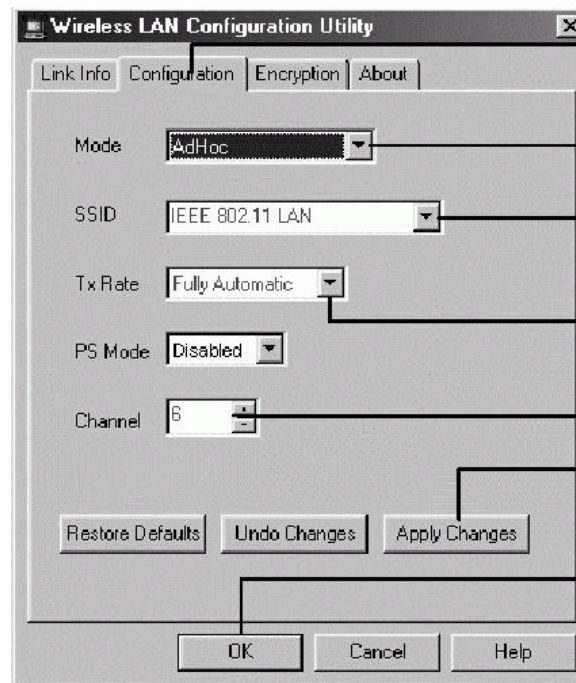 Wireless LAN Configuration Utility
Link Info Configuration Encryption About
Mode AdHoc
SSID IEEE 802.11 LAN
Tx Rate Fully Automatic
PS Mode Disabled
Channel 6
Restore Defaults Undo Changes Apply Changes
OK Cancel Help